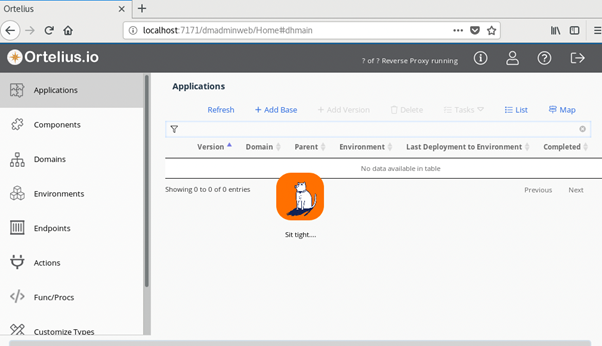 Ortelius
localhost:7171/dmadminweb/Home#dhmain
Ortelius.io
? of ? Reverse Proxy running
Applications
Components
Domains
Environments
Endpoints
Actions
Func/Procs
Customize Types
Applications
Refresh + Add Base + Add Version Delete Tasks List Map
Version Domain Parent Environment Last Deployment to Environment Completed
No data available in table
Showing 0 to 0 of 0 entries Previous Next
Sit tight....